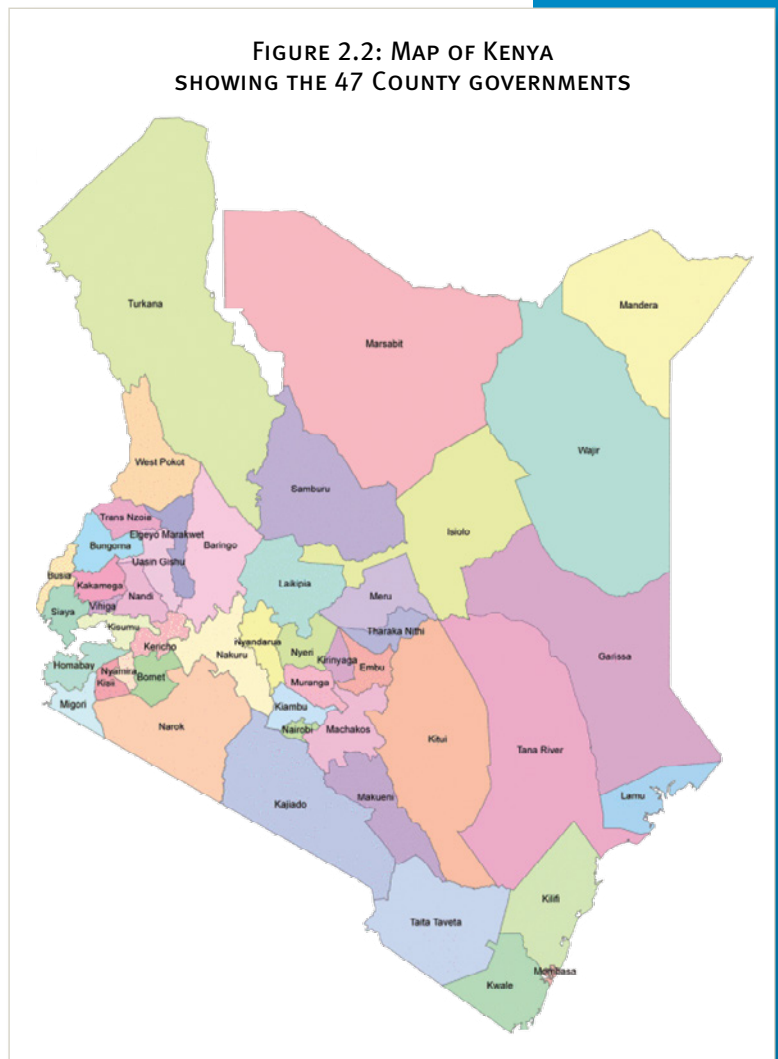 FIGURE 2.2: MAP OF KENYA
SHOWING THE 47 COUNTY GOVERNMENTS
Turkana
Mandera
Marsabit
Wajir
West Pokot
Samburu
Isiolo
Trans Nzoia
Elgeyo Marakwet
Bungoma
Baringo
Uasin Gishu
Busia
Kakamega
Laikipia
Nandi
Meru
Vihiga
Siaya
Kisumu
Tharaka Nithi
Kericho
Nyandarua
Nyeri
Nakuru
Garissa
Kirinyaga
Homabay
Nyamira
Embu
Bomet
Kisii
Muranga
Migori
Kiambu
Narok
Nairobi
Machakos
Kitui
Tana River
Kajiado
Makueni
Lamu
Kilifi
Taita Taveta
Mombasa
Kwale